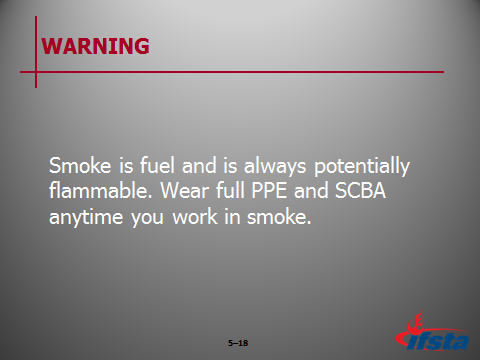 WARNING
Smoke is fuel and is always potentially
flammable. Wear full PPE and SCBA
anytime you work in smoke.
5–18
ifsta